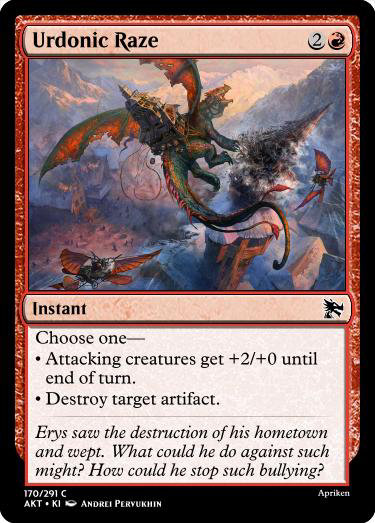 Urdonic Raze 2
Instant
Choose one—
• Attacking creatures get +2/+0 until
end of turn.
• Destroy target artifact.
Erys saw the destruction of his hometown
and wept. What could he do against such
might? How could he stop such bullying?
170/291 C Apriken
AKT • KI Andrei Pervukhin